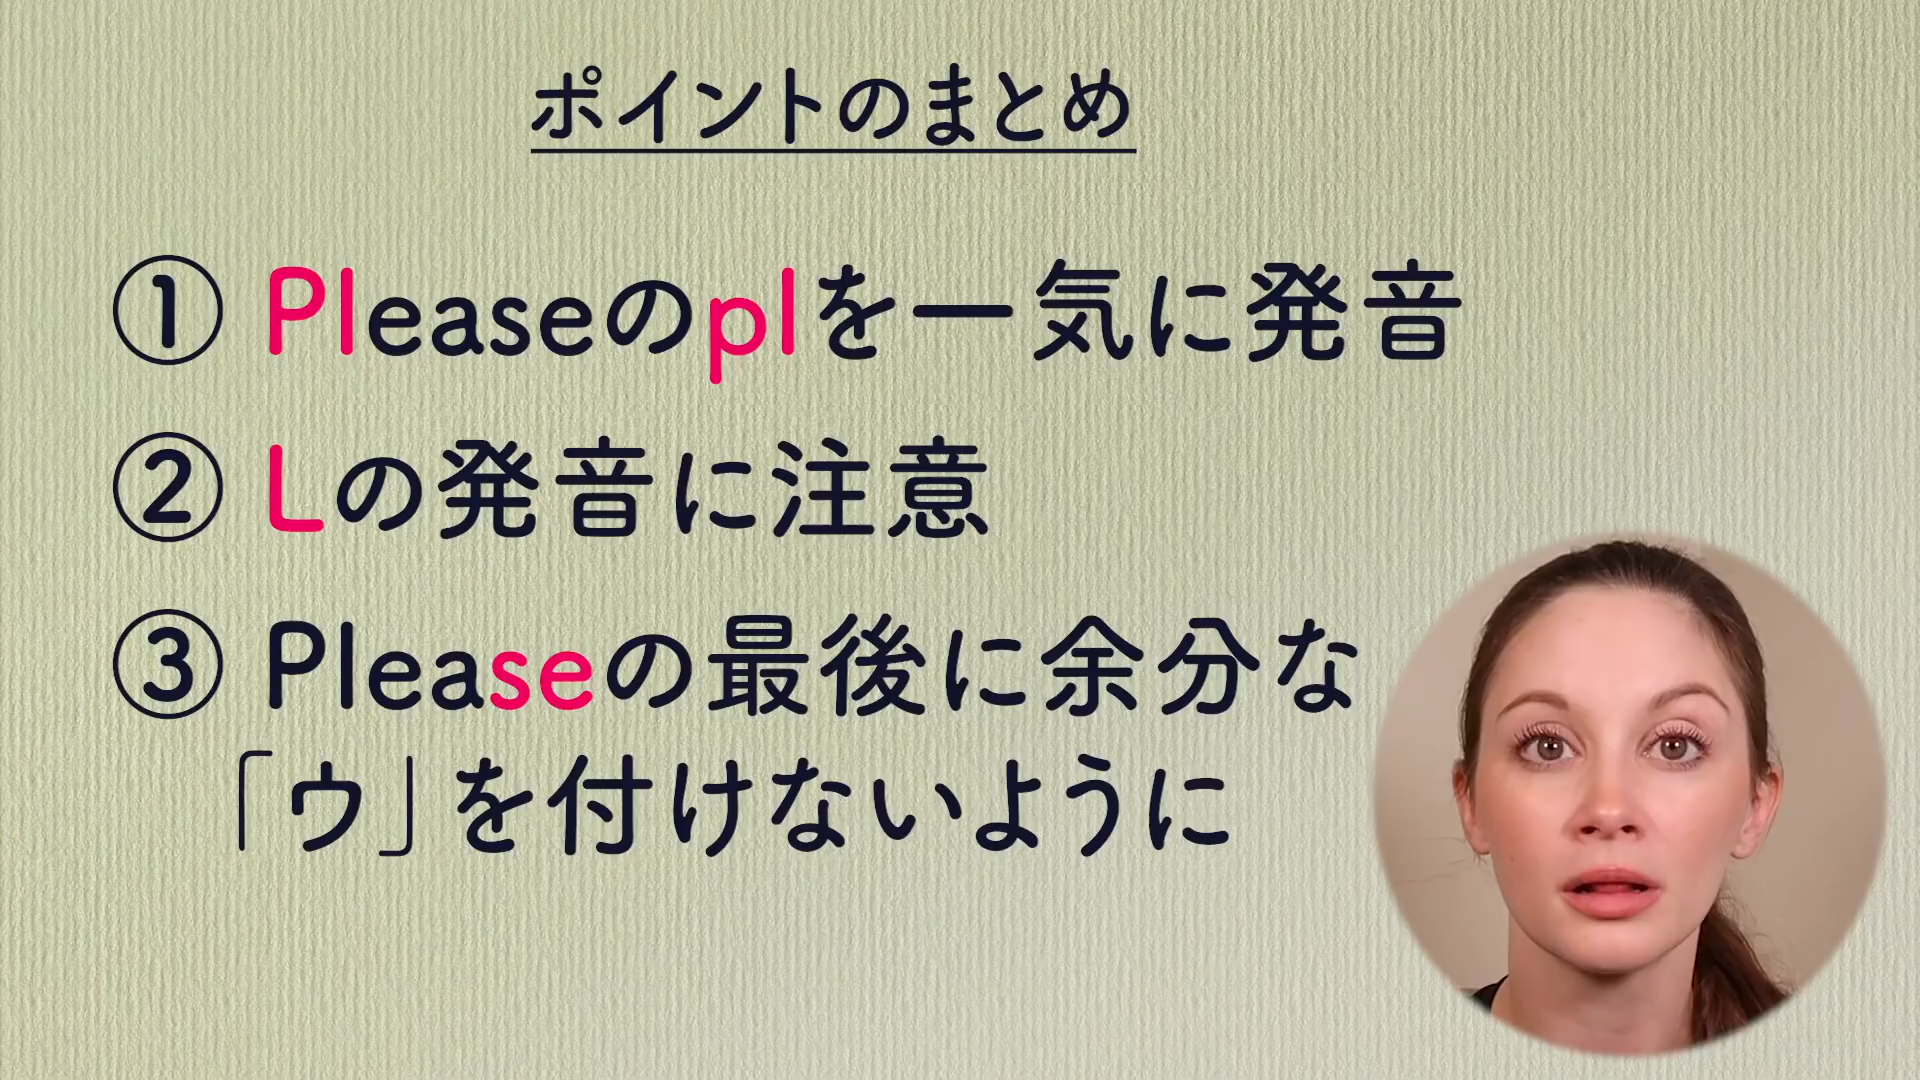 ポイントのまとめ
① Pleaseのplを一気に発音
② Lの発音に注意
③ Pleaseの最後に余分な
「ゥ」を付けないように